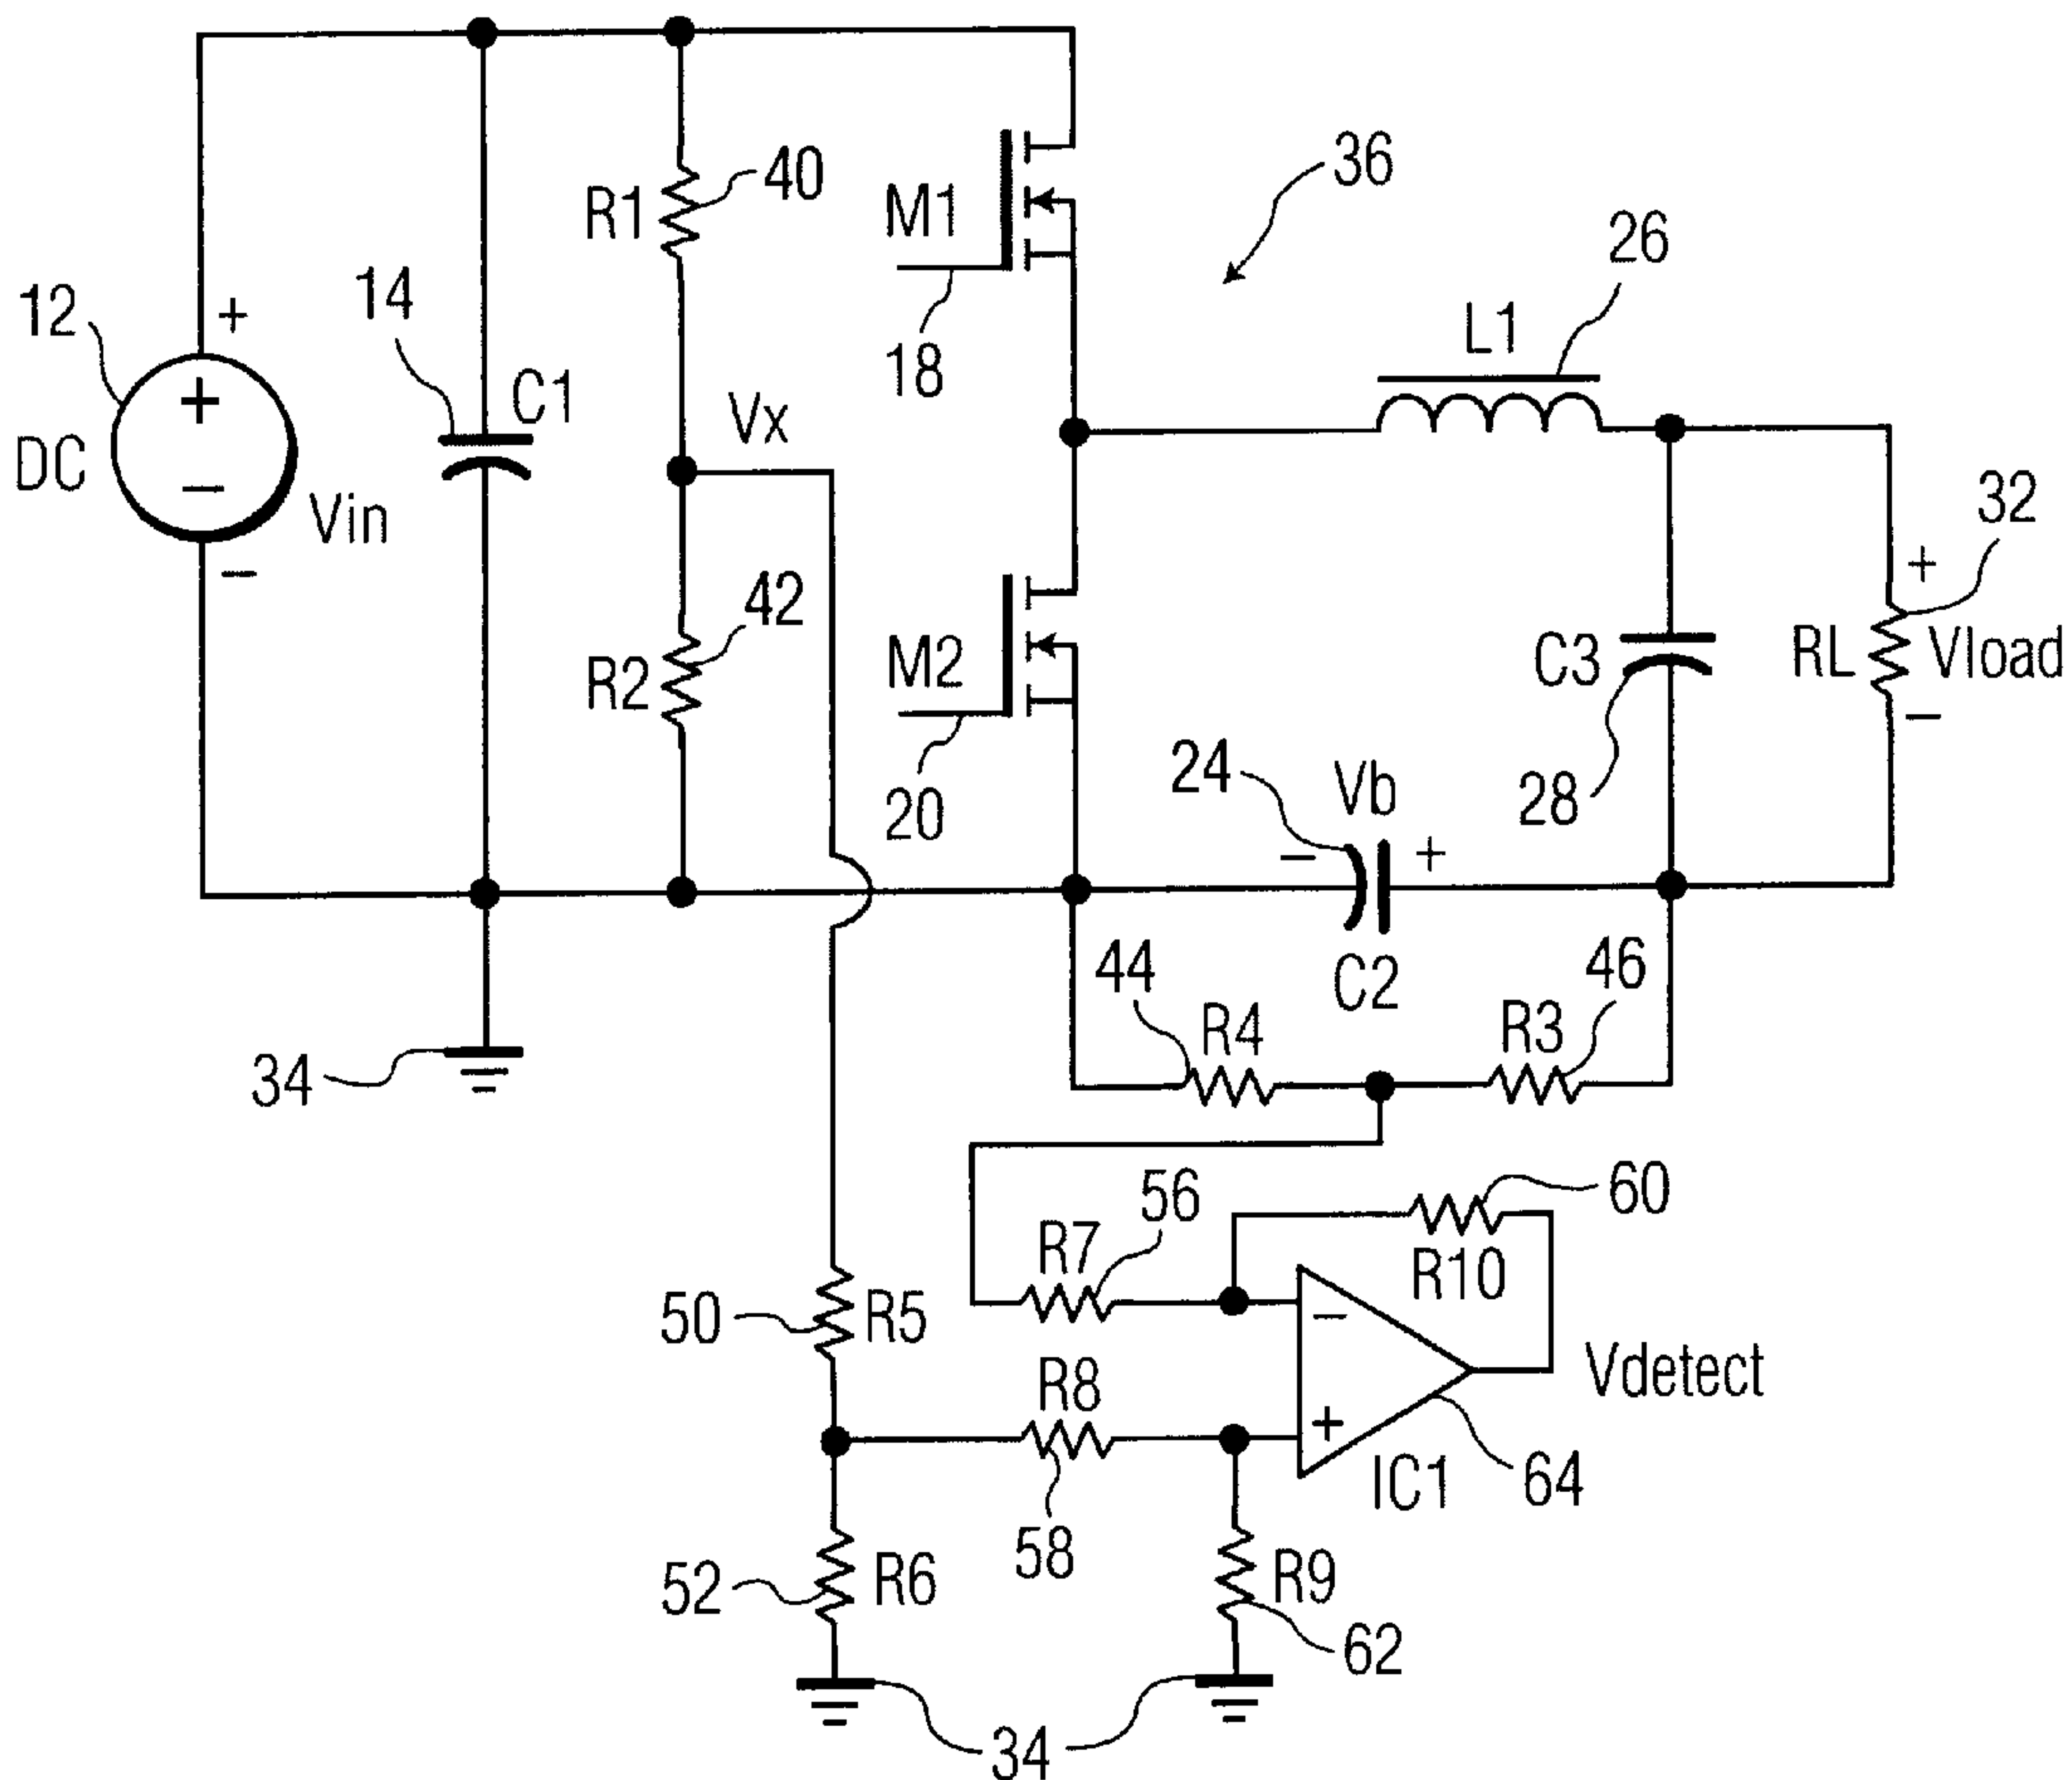 36
40
R1
M1
18
26
L1
12
+
+
DC
−
Vin
−
14
C1
Vx
32
+
RL
Vload
−
42
R2
M2
20
C3
28
24
Vb
−
+
C2
44
R4
46
R3
34
56
R7
60
R10
50
R5
R8
58
−
+
Vdetect
IC1
64
52
R6
R9
62
34